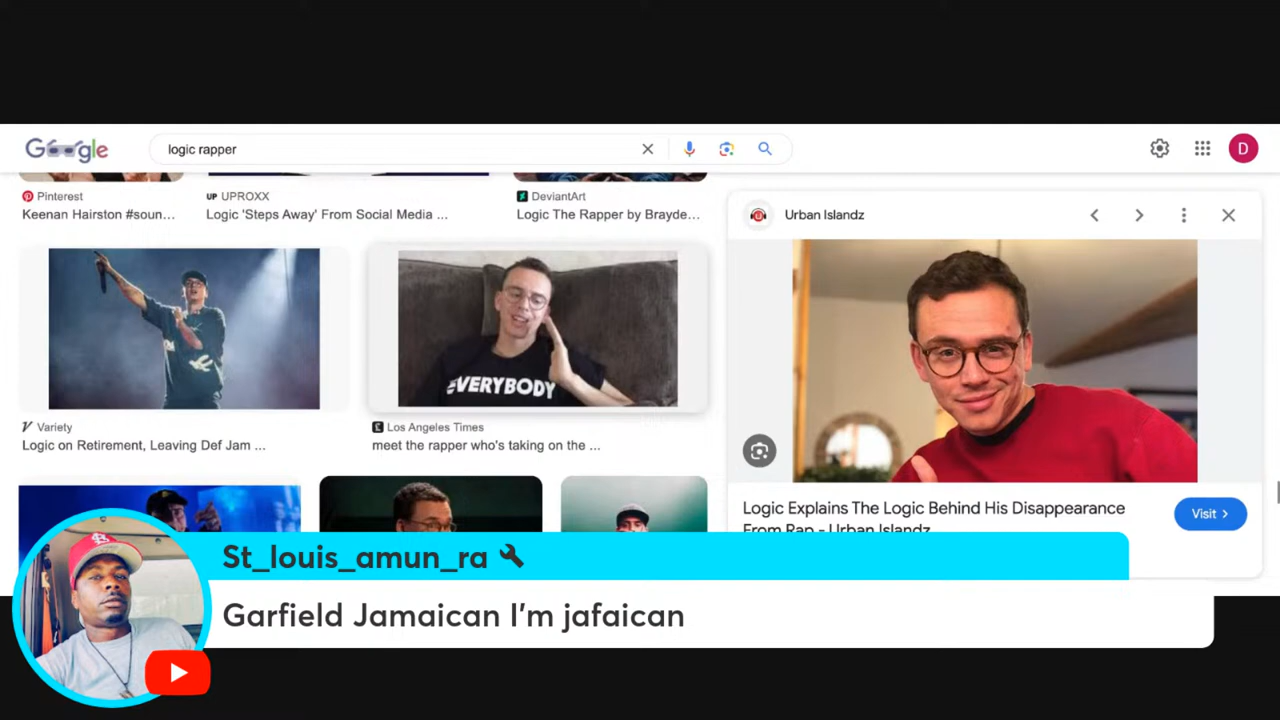 Google
logic rapper
D
Pinterest
Keenan Hairston #soun...
UP UPROXX
Logic 'Steps Away' From Social Media ...
DeviantArt
Logic The Rapper by Brayde...
Urban Islandz
EVERYBODY
Variety
Logic on Retirement, Leaving Def Jam ...
Los Angeles Times
meet the rapper who's taking on the ...
Logic Explains The Logic Behind His Disappearance
From Rap - Urban Islandz
Visit >
St_louis_amun_ra
Garfield Jamaican I'm jafaican